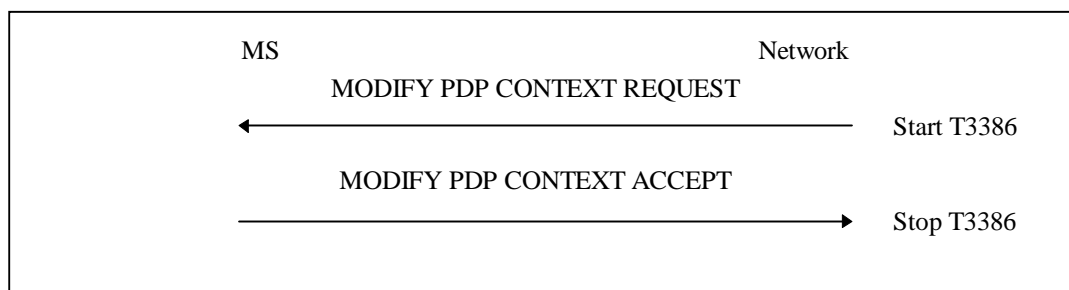 MS Network
MODIFY PDP CONTEXT REQUEST
Start T3386
MODIFY PDP CONTEXT ACCEPT
Stop T3386